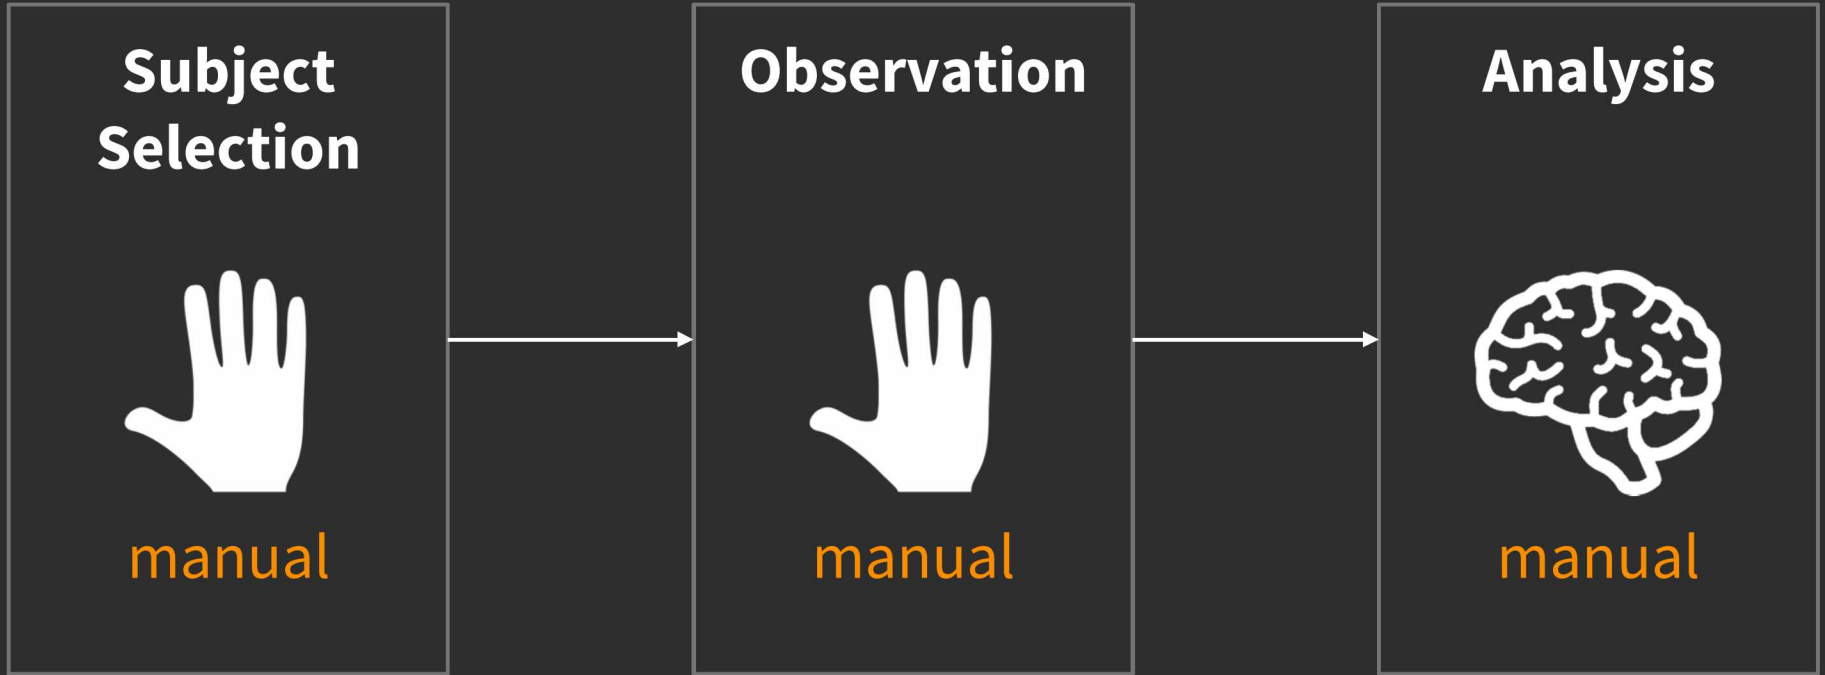 Subject
Selection
manual
Observation
manual
Analysis
manual